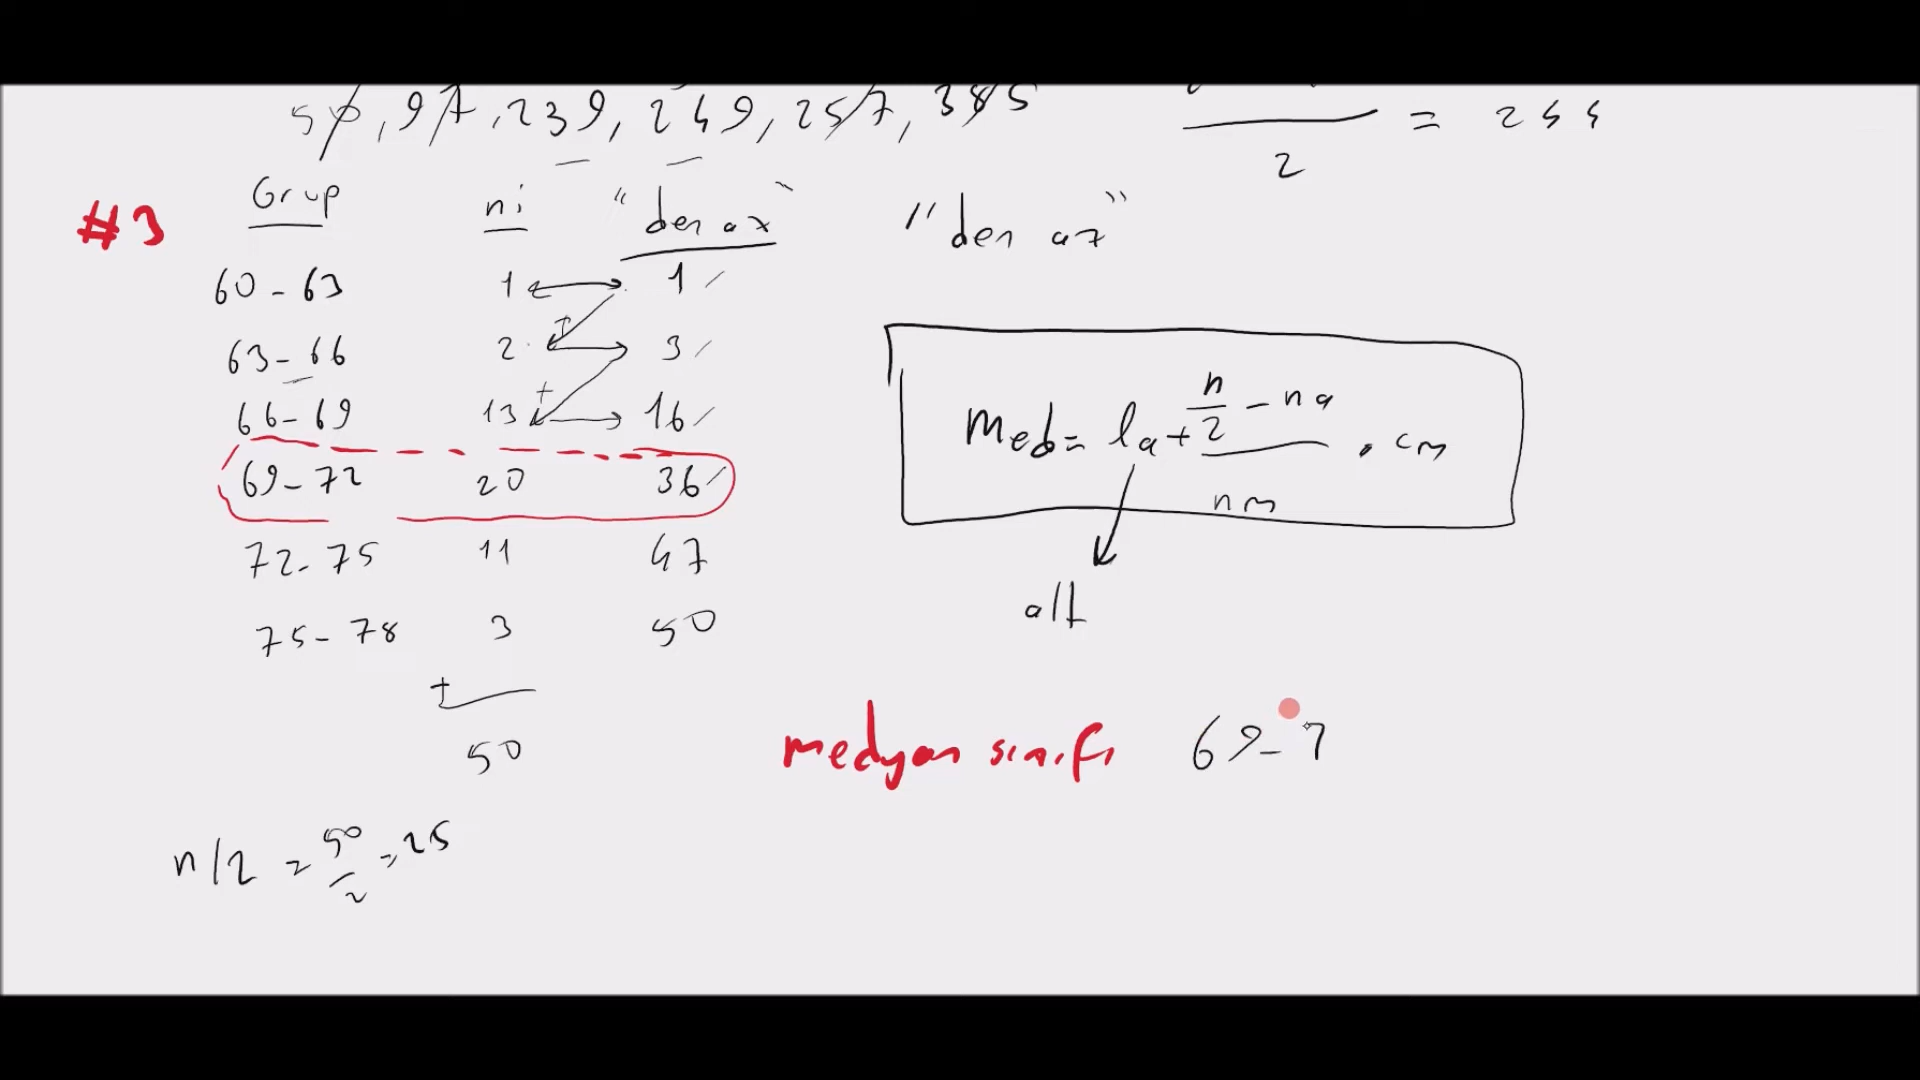 50, 97, 239, 249, 257, 385
2 = 244
#3 Grup ni "den az" "den az"
60-63 1 1
63-66 2 + 3
66-69 13 + 16
69-72 20 36
72-75 11 47
75-78 3 50
+
50
Med = la + n/2 - na / nm . cm
alt
medyan sınıfı 69-7
n/2 = 50/2 = 25